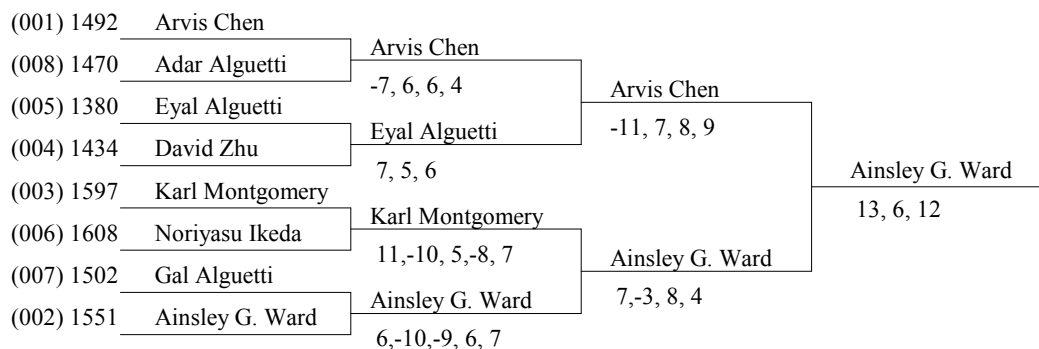 (001) 1492 Arvis Chen
(008) 1470 Adar Alguetti
(005) 1380 Eyal Alguetti
(004) 1434 David Zhu
(003) 1597 Karl Montgomery
(006) 1608 Noriyasu Ikeda
(007) 1502 Gal Alguetti
(002) 1551 Ainsley G. Ward
Arvis Chen
-7, 6, 6, 4
Eyal Alguetti
7, 5, 6
Karl Montgomery
11,-10, 5,-8, 7
Ainsley G. Ward
6,-10,-9, 6, 7
Arvis Chen
-11, 7, 8, 9
Ainsley G. Ward
7,-3, 8, 4
Ainsley G. Ward
13, 6, 12